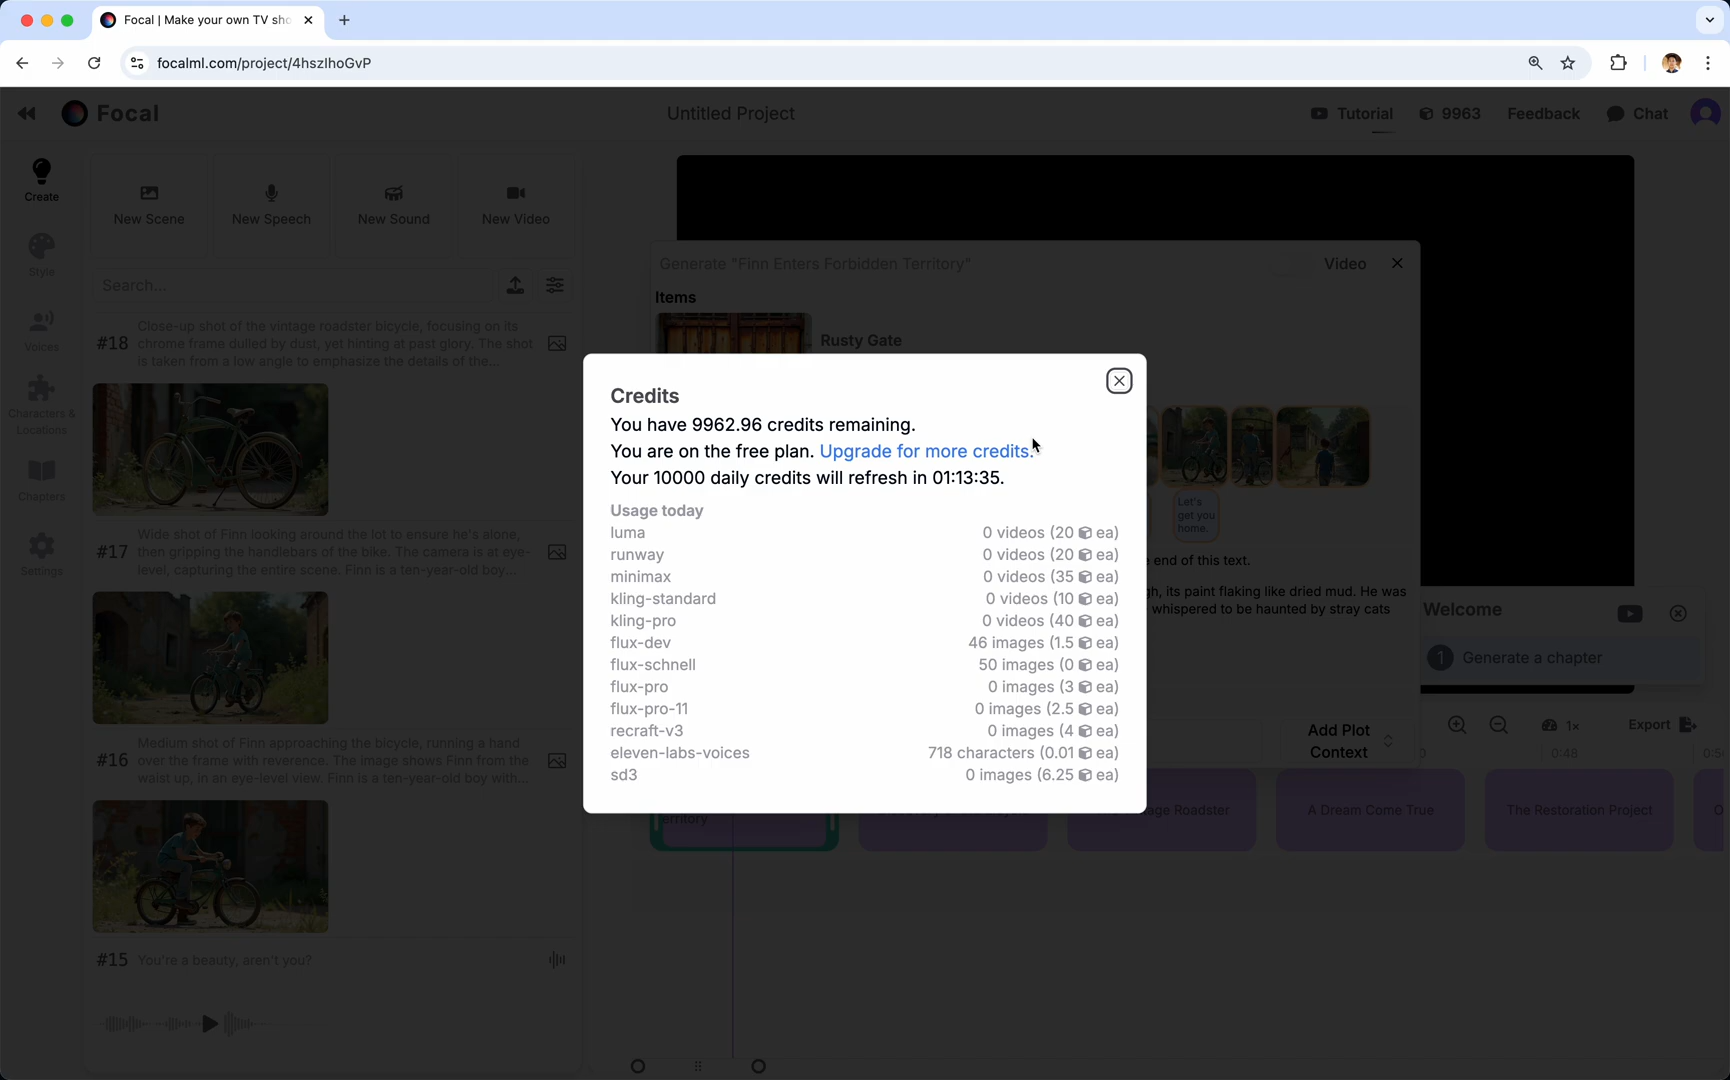 Focal | Make your own TV sho
focalml.com/project/4hszlhoGvP
Focal
Untitled Project
Tutorial
9963
Feedback
Chat
Create
Style
Voices
Characters &
Locations
Chapters
Settings
New Scene
New Speech
New Sound
New Video
Search...
#18
Close-up shot of the vintage roadster bicycle, focusing on its
chrome frame dulled by dust, yet hinting at past glory. The shot
is taken from a low angle to emphasize the details of the...
#17
Wide shot of Finn looking around the lot to ensure he's alone,
then gripping the handlebars of the bike. The camera is at eye-
level, capturing the entire scene. Finn is a ten-year-old boy...
#16
Medium shot of Finn approaching the bicycle, running a hand
over the frame with reverence. The image shows Finn from the
waist up, in an eye-level view. Finn is a ten-year-old boy with...
#15
You're a beauty, aren't you?
Generate "Finn Enters Forbidden Territory"
Video
Items
Rusty Gate
Credits
You have 9962.96 credits remaining.
You are on the free plan. Upgrade for more credits.
Your 10000 daily credits will refresh in 01:13:35.
Usage today
luma 0 videos (20 ea)
runway 0 videos (20 ea)
minimax 0 videos (35 ea)
kling-standard 0 videos (10 ea)
kling-pro 0 videos (40 ea)
flux-dev 46 images (1.5 ea)
flux-schnell 50 images (0 ea)
flux-pro 0 images (3 ea)
flux-pro-11 0 images (2.5 ea)
recraft-v3 0 images (4 ea)
eleven-labs-voices 718 characters (0.01 ea)
sd3 0 images (6.25 ea)
Let's
get you
home.
end of this text.
gh, its paint flaking like dried mud. He was
whispered to be haunted by stray cats
Welcome
1 Generate a chapter
Add Plot
Context
1x
Export
0:48
A Dream Come True
The Restoration Project
age Roadster